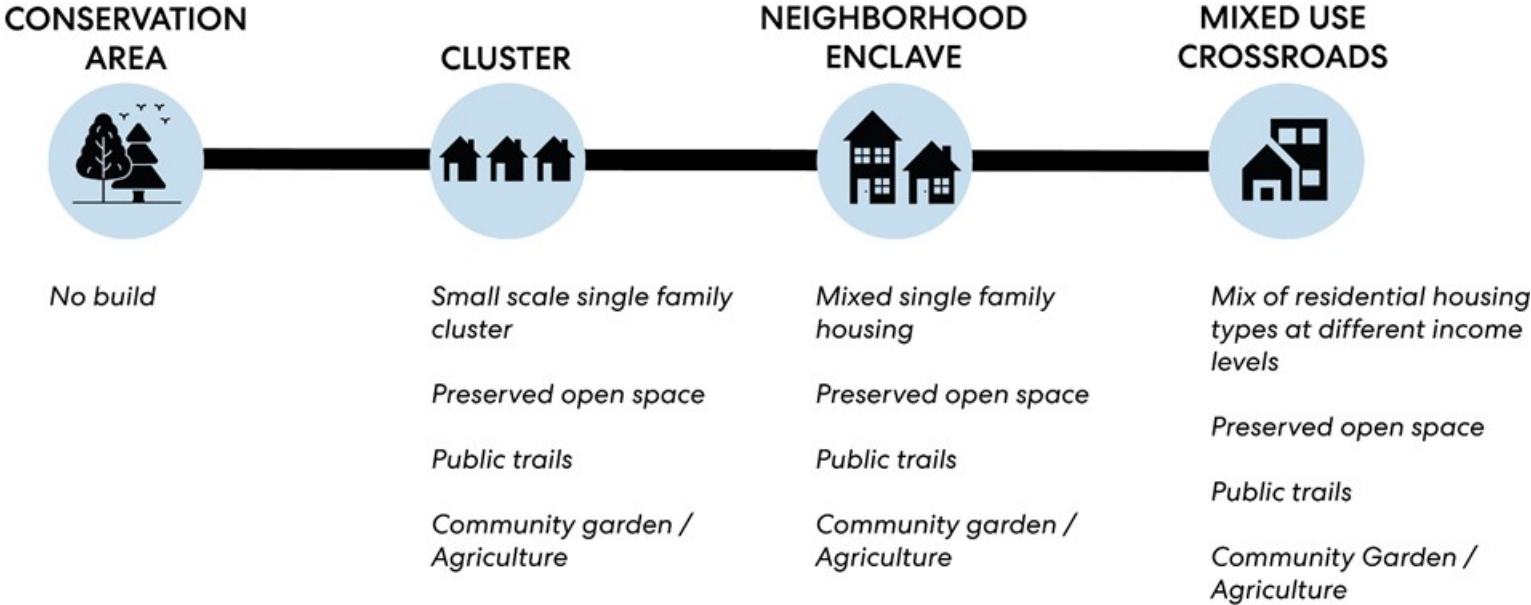 CONSERVATION
AREA
No build
CLUSTER
Small scale single family
cluster
Preserved open space
Public trails
Community garden /
Agriculture
NEIGHBORHOOD
ENCLAVE
Mixed single family
housing
Preserved open space
Public trails
Community garden /
Agriculture
MIXED USE
CROSSROADS
Mix of residential housing
types at different income
levels
Preserved open space
Public trails
Community Garden /
Agriculture